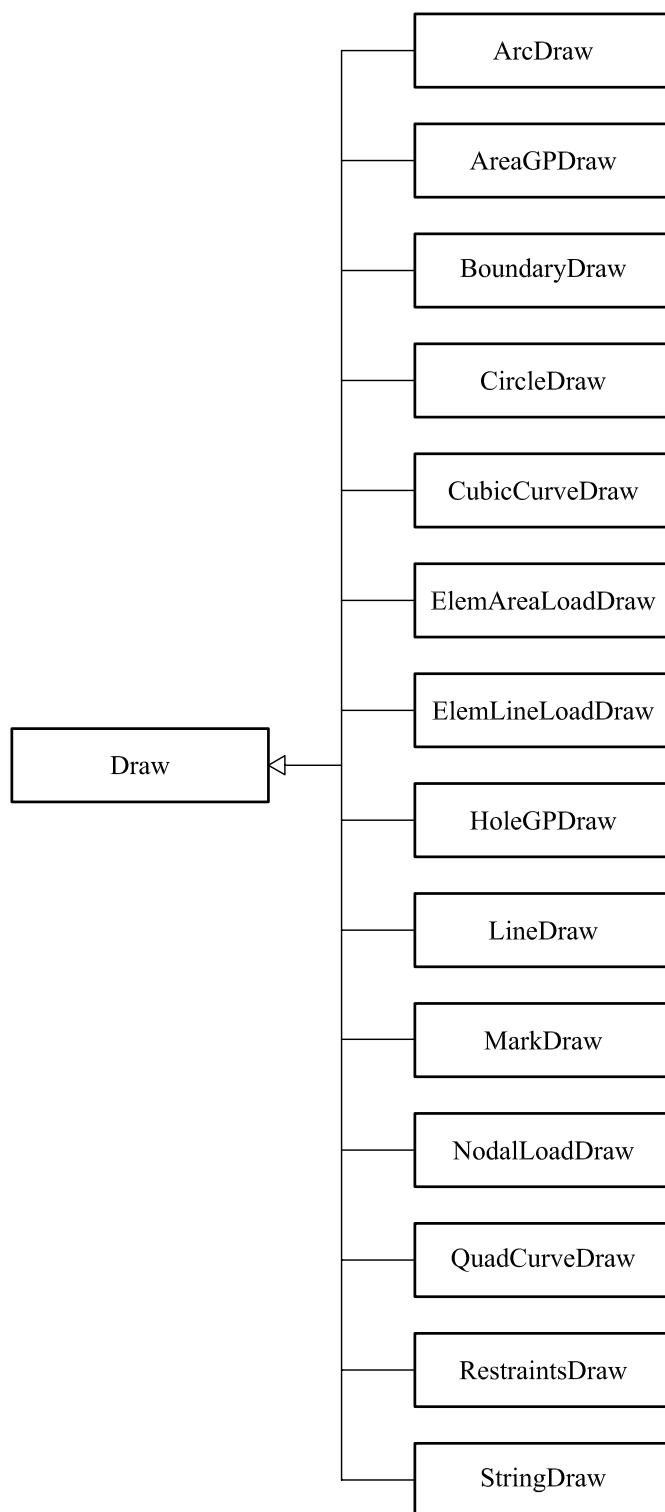 ArcDraw
AreaGPDraw
BoundaryDraw
CircleDraw
CubicCurveDraw
ElemAreaLoadDraw
ElemLineLoadDraw
Draw
HoleGPDraw
LineDraw
MarkDraw
NodalLoadDraw
QuadCurveDraw
RestraintsDraw
StringDraw